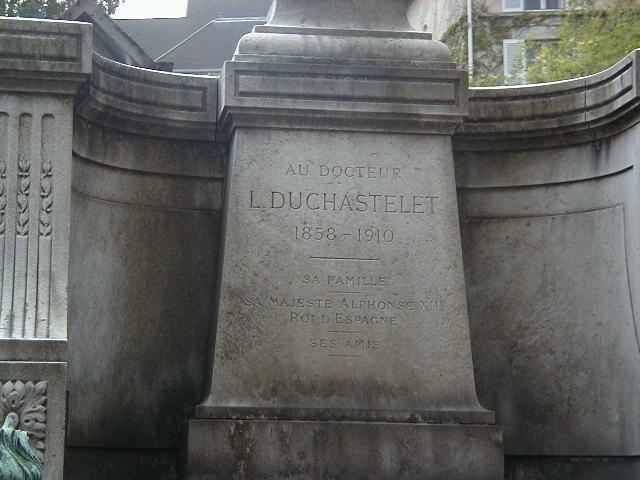 AU DOCTEUR
L. DUCHASTELET
1858 - 1910
SA FAMILLE
SA MAJESTÉ ALPHONSE XIII
ROI D'ESPAGNE
SES AMIS